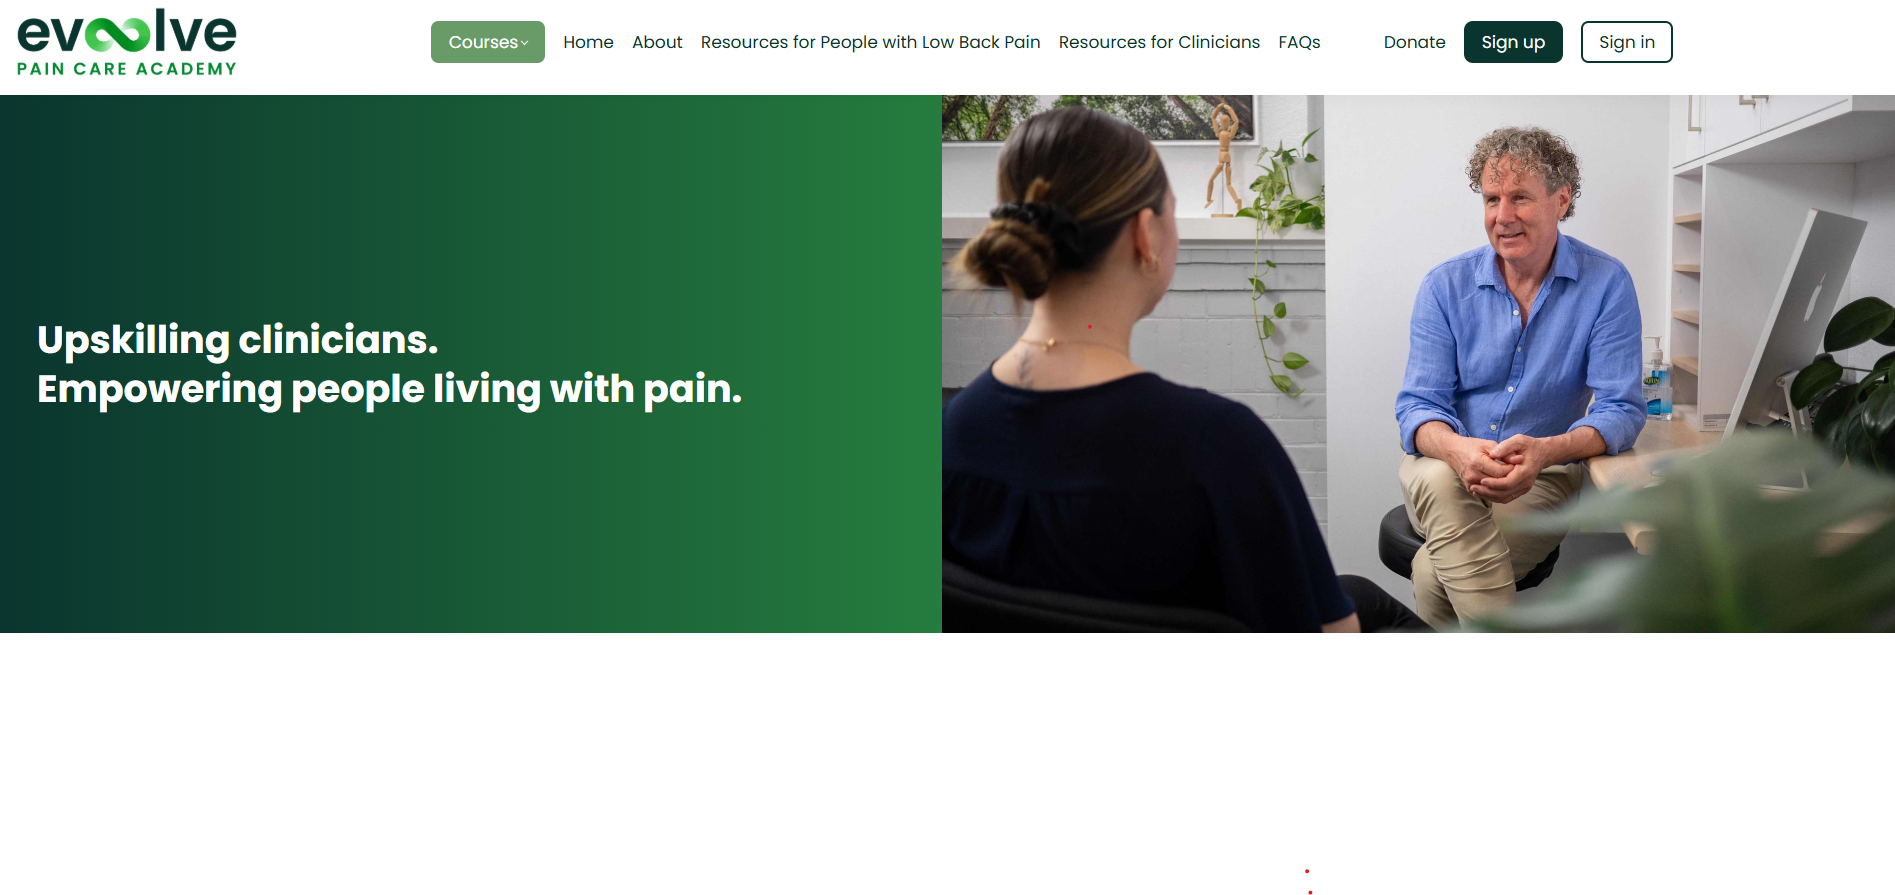 evoolve
PAIN CARE ACADEMY
Courses
Home
About
Resources for People with Low Back Pain
Resources for Clinicians
FAQs
Donate
Sign up
Sign in
Upskilling clinicians.
Empowering people living with pain.